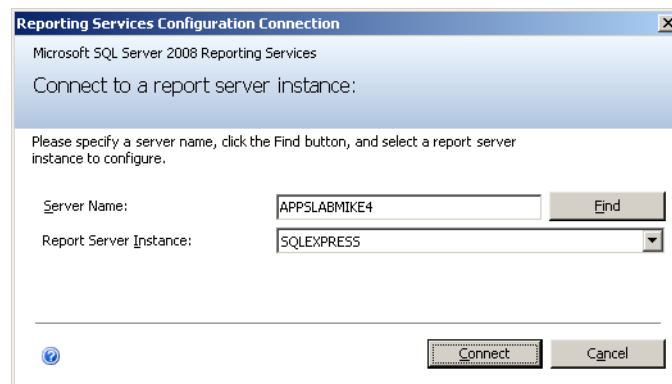 Reporting Services Configuration Connection
Microsoft SQL Server 2008 Reporting Services
Connect to a report server instance:
Please specify a server name, click the Find button, and select a report server
instance to configure.
Server Name:
APPSLABMIKE4
Find
Report Server Instance:
SQLEXPRESS
Connect
Cancel